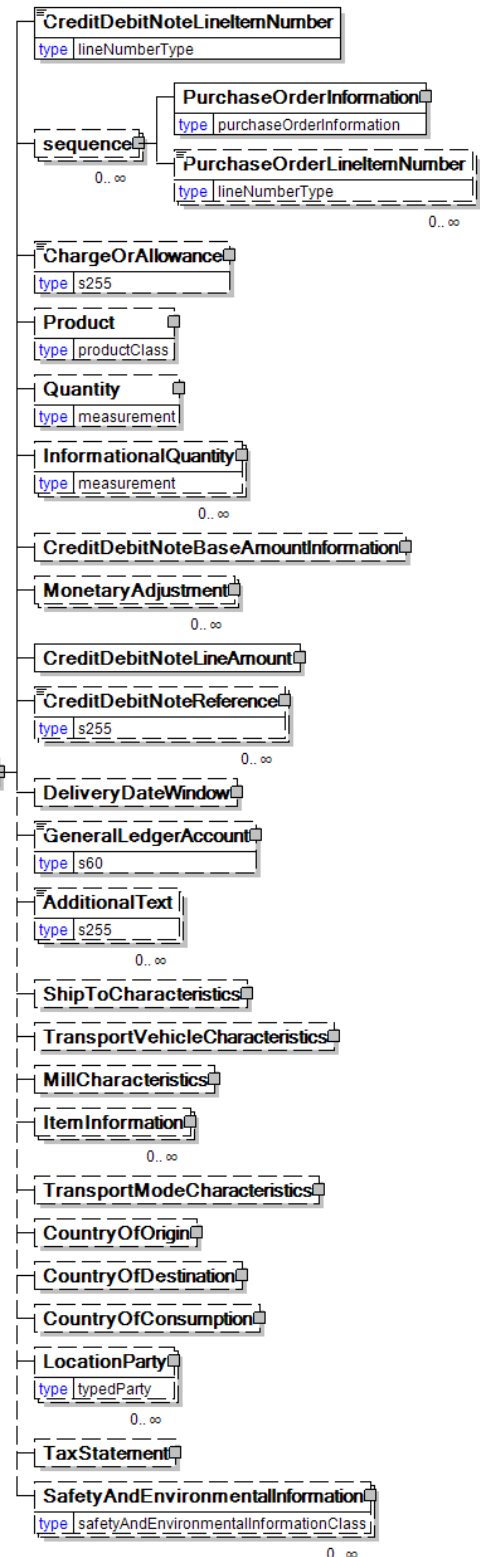 CreditDebitNoteLineItemNumber
type lineNumberType
PurchaseOrderInformation
type purchaseOrderInformation
sequence
0.. ∞
PurchaseOrderLineItemNumber
type lineNumberType
0.. ∞
ChargeOrAllowance
type s255
Product
type productClass
Quantity
type measurement
InformationalQuantity
type measurement
0.. ∞
CreditDebitNoteBaseAmountInformation
MonetaryAdjustment
0.. ∞
CreditDebitNoteLineAmount
CreditDebitNoteReference
type s255
0.. ∞
DeliveryDateWindow
GeneralLedgerAccount
type s60
AdditionalText
type s255
0.. ∞
ShipToCharacteristics
TransportVehicleCharacteristics
MillCharacteristics
ItemInformation
0.. ∞
TransportModeCharacteristics
CountryOfOrigin
CountryOfDestination
CountryOfConsumption
LocationParty
type typedParty
0.. ∞
TaxStatement
SafetyAndEnvironmentalInformation
type safetyAndEnvironmentalInformationClass
0.. ∞